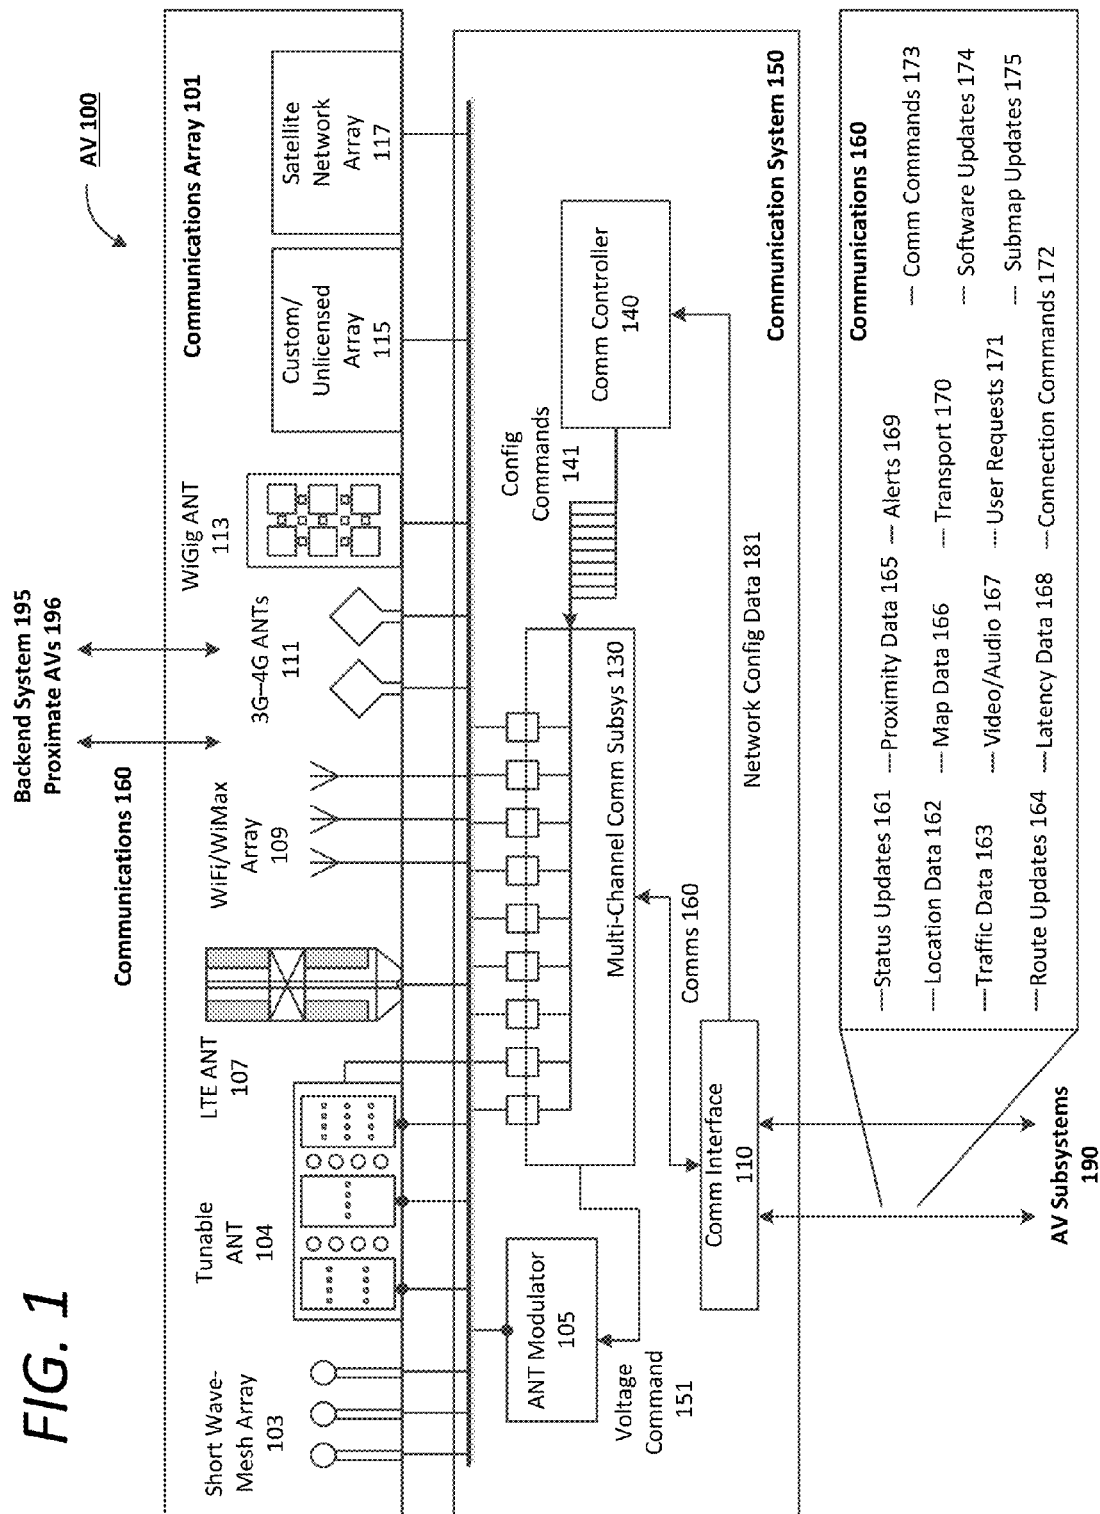 FIG. 1
AV 100
Backend System 195
Proximate AVs 196
Communications 160
Communications Array 101
Short Wave-
Mesh Array
103
Tunable
ANT
104
LTE ANT
107
WiFi/WiMax
Array
109
3G–4G ANTs
111
WiGig ANT
113
Custom/
Unlicensed
Array
115
Satellite
Network
Array
117
ANT Modulator
105
Voltage
Command
151
Multi-Channel Comm Subsys 130
Comms 160
Config
Commands
141
Comm Controller
140
Network Config Data 181
Comm Interface
110
Communication System 150
AV Subsystems
190
Communications 160
—Status Updates 161
—Location Data 162
—Traffic Data 163
—Route Updates 164
—Proximity Data 165
—Map Data 166
—Video/Audio 167
—Latency Data 168
—Alerts 169
—Transport 170
—User Requests 171
—Connection Commands 172
—Comm Commands 173
—Software Updates 174
—Submap Updates 175